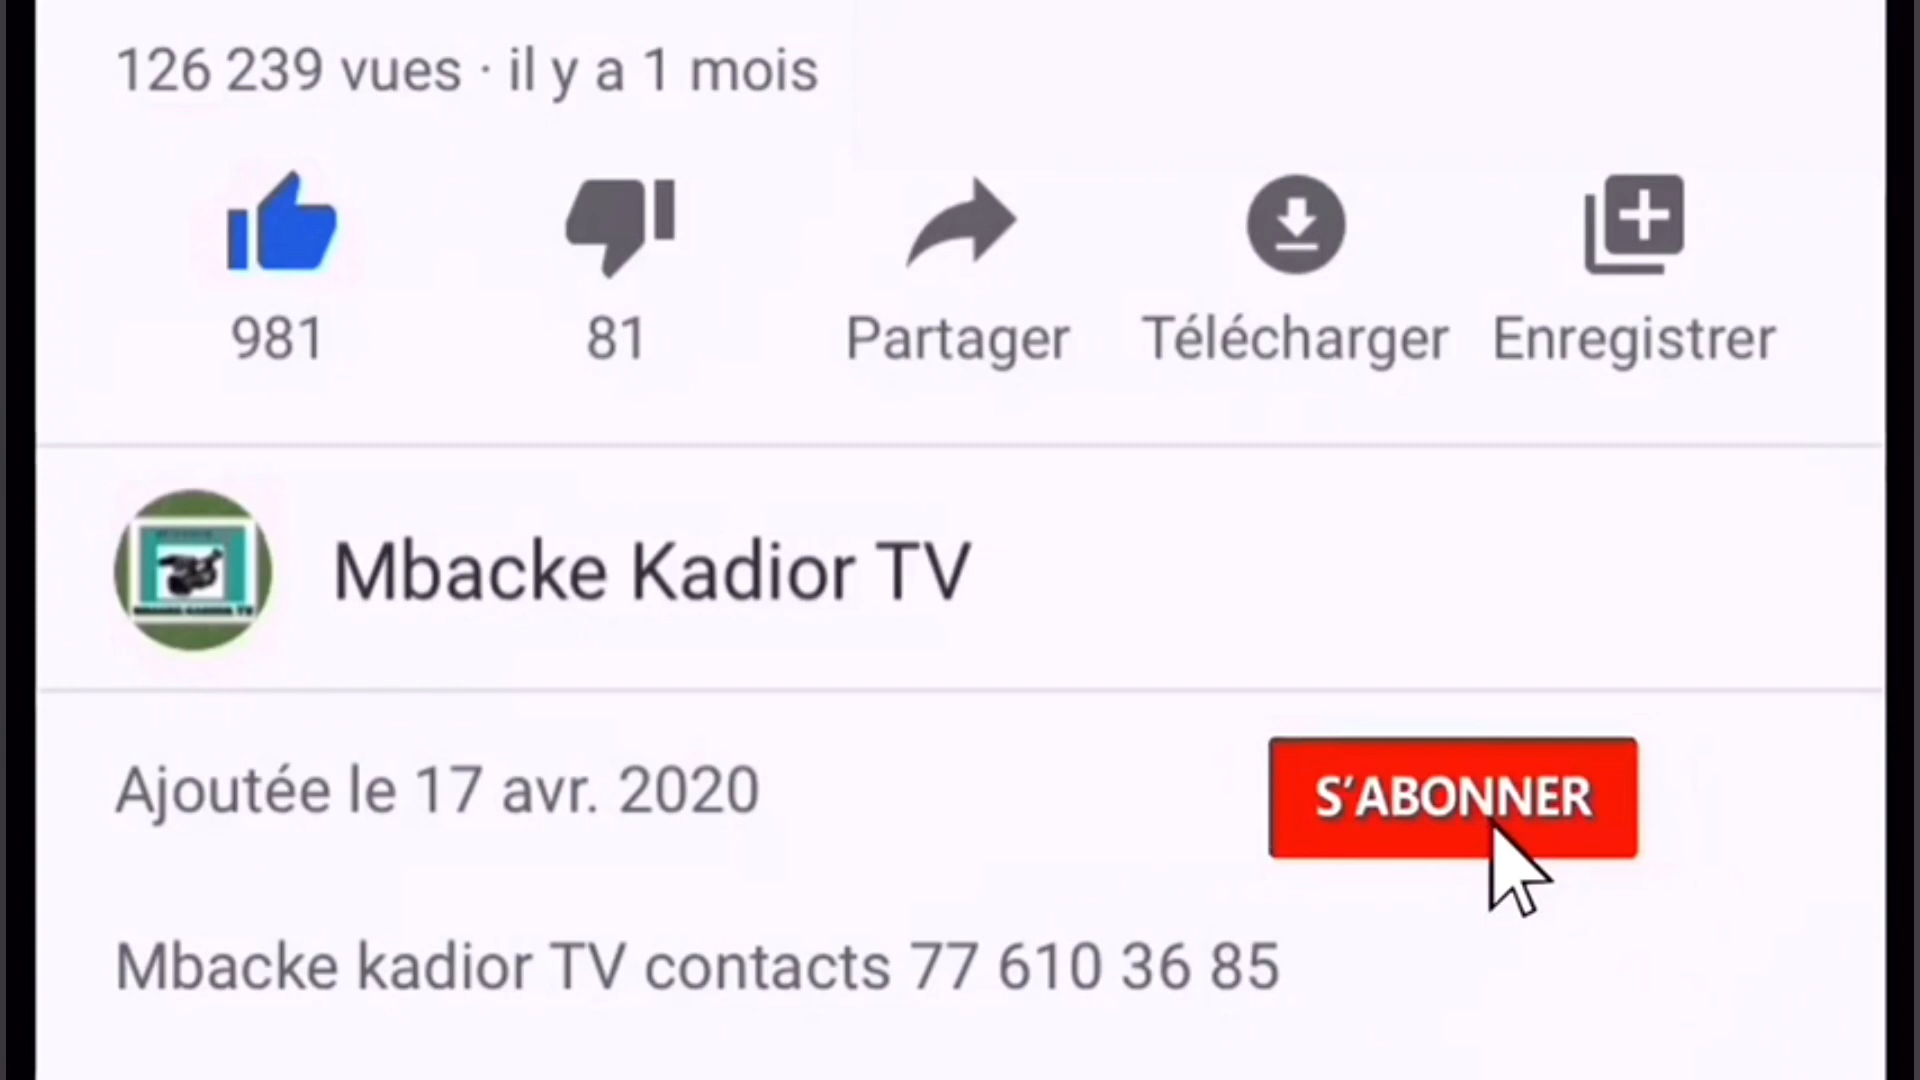 126 239 vues · il y a 1 mois
981 81 Partager Télécharger Enregistrer
Mbacke Kadior TV
Ajoutée le 17 avr. 2020
S'ABONNER
Mbacke kadior TV contacts 77 610 36 85